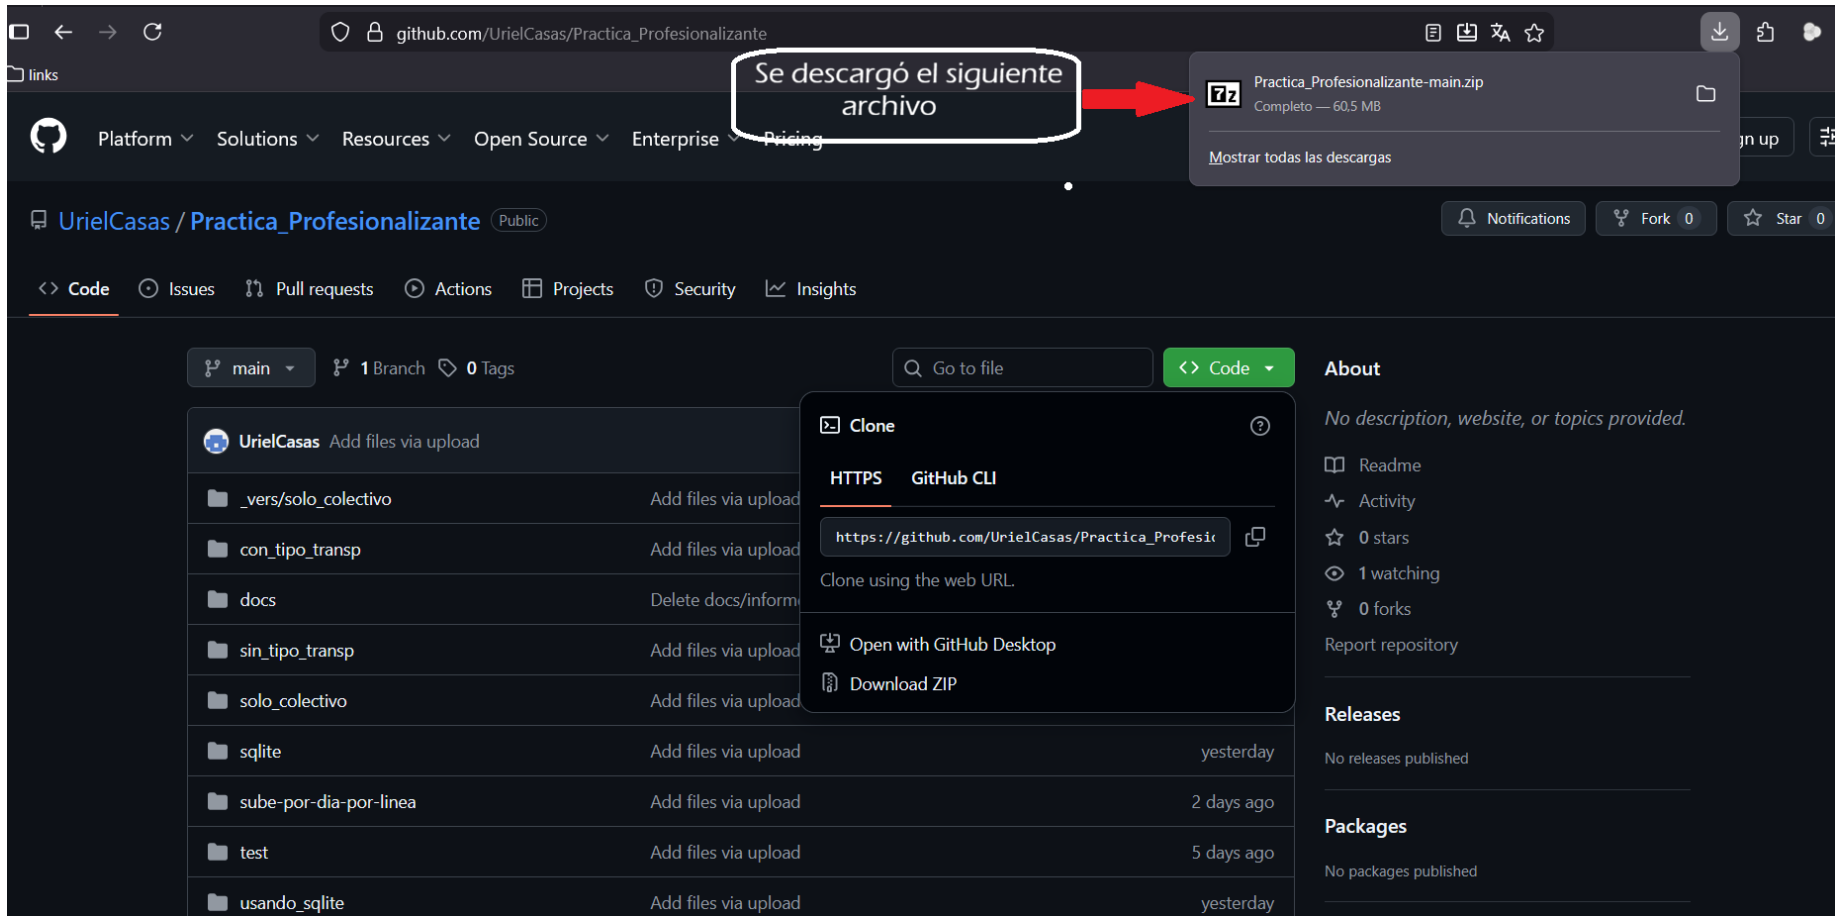 github.com/UrielCasas/Practica_Profesionalizante
links
Se descargó el siguiente
archivo
Practica_Profesionalizante-main.zip
Completo — 60,5 MB
Mostrar todas las descargas
Platform
Solutions
Resources
Open Source
Enterprise
Pricing
gn up
UrielCasas / Practica_Profesionalizante Public
Notifications
Fork 0
Star 0
Code
Issues
Pull requests
Actions
Projects
Security
Insights
main
1 Branch
0 Tags
Go to file
Code
UrielCasas Add files via upload
_vers/solo_colectivo Add files via upload
con_tipo_transp Add files via upload
docs Delete docs/inform
sin_tipo_transp Add files via upload
solo_colectivo Add files via upload
sqlite Add files via upload yesterday
sube-por-dia-por-linea Add files via upload 2 days ago
test Add files via upload 5 days ago
usando_sqlite Add files via upload yesterday
Clone
HTTPS GitHub CLI
https://github.com/UrielCasas/Practica_Profesio
Clone using the web URL.
Open with GitHub Desktop
Download ZIP
About
No description, website, or topics provided.
Readme
Activity
0 stars
1 watching
0 forks
Report repository
Releases
No releases published
Packages
No packages published